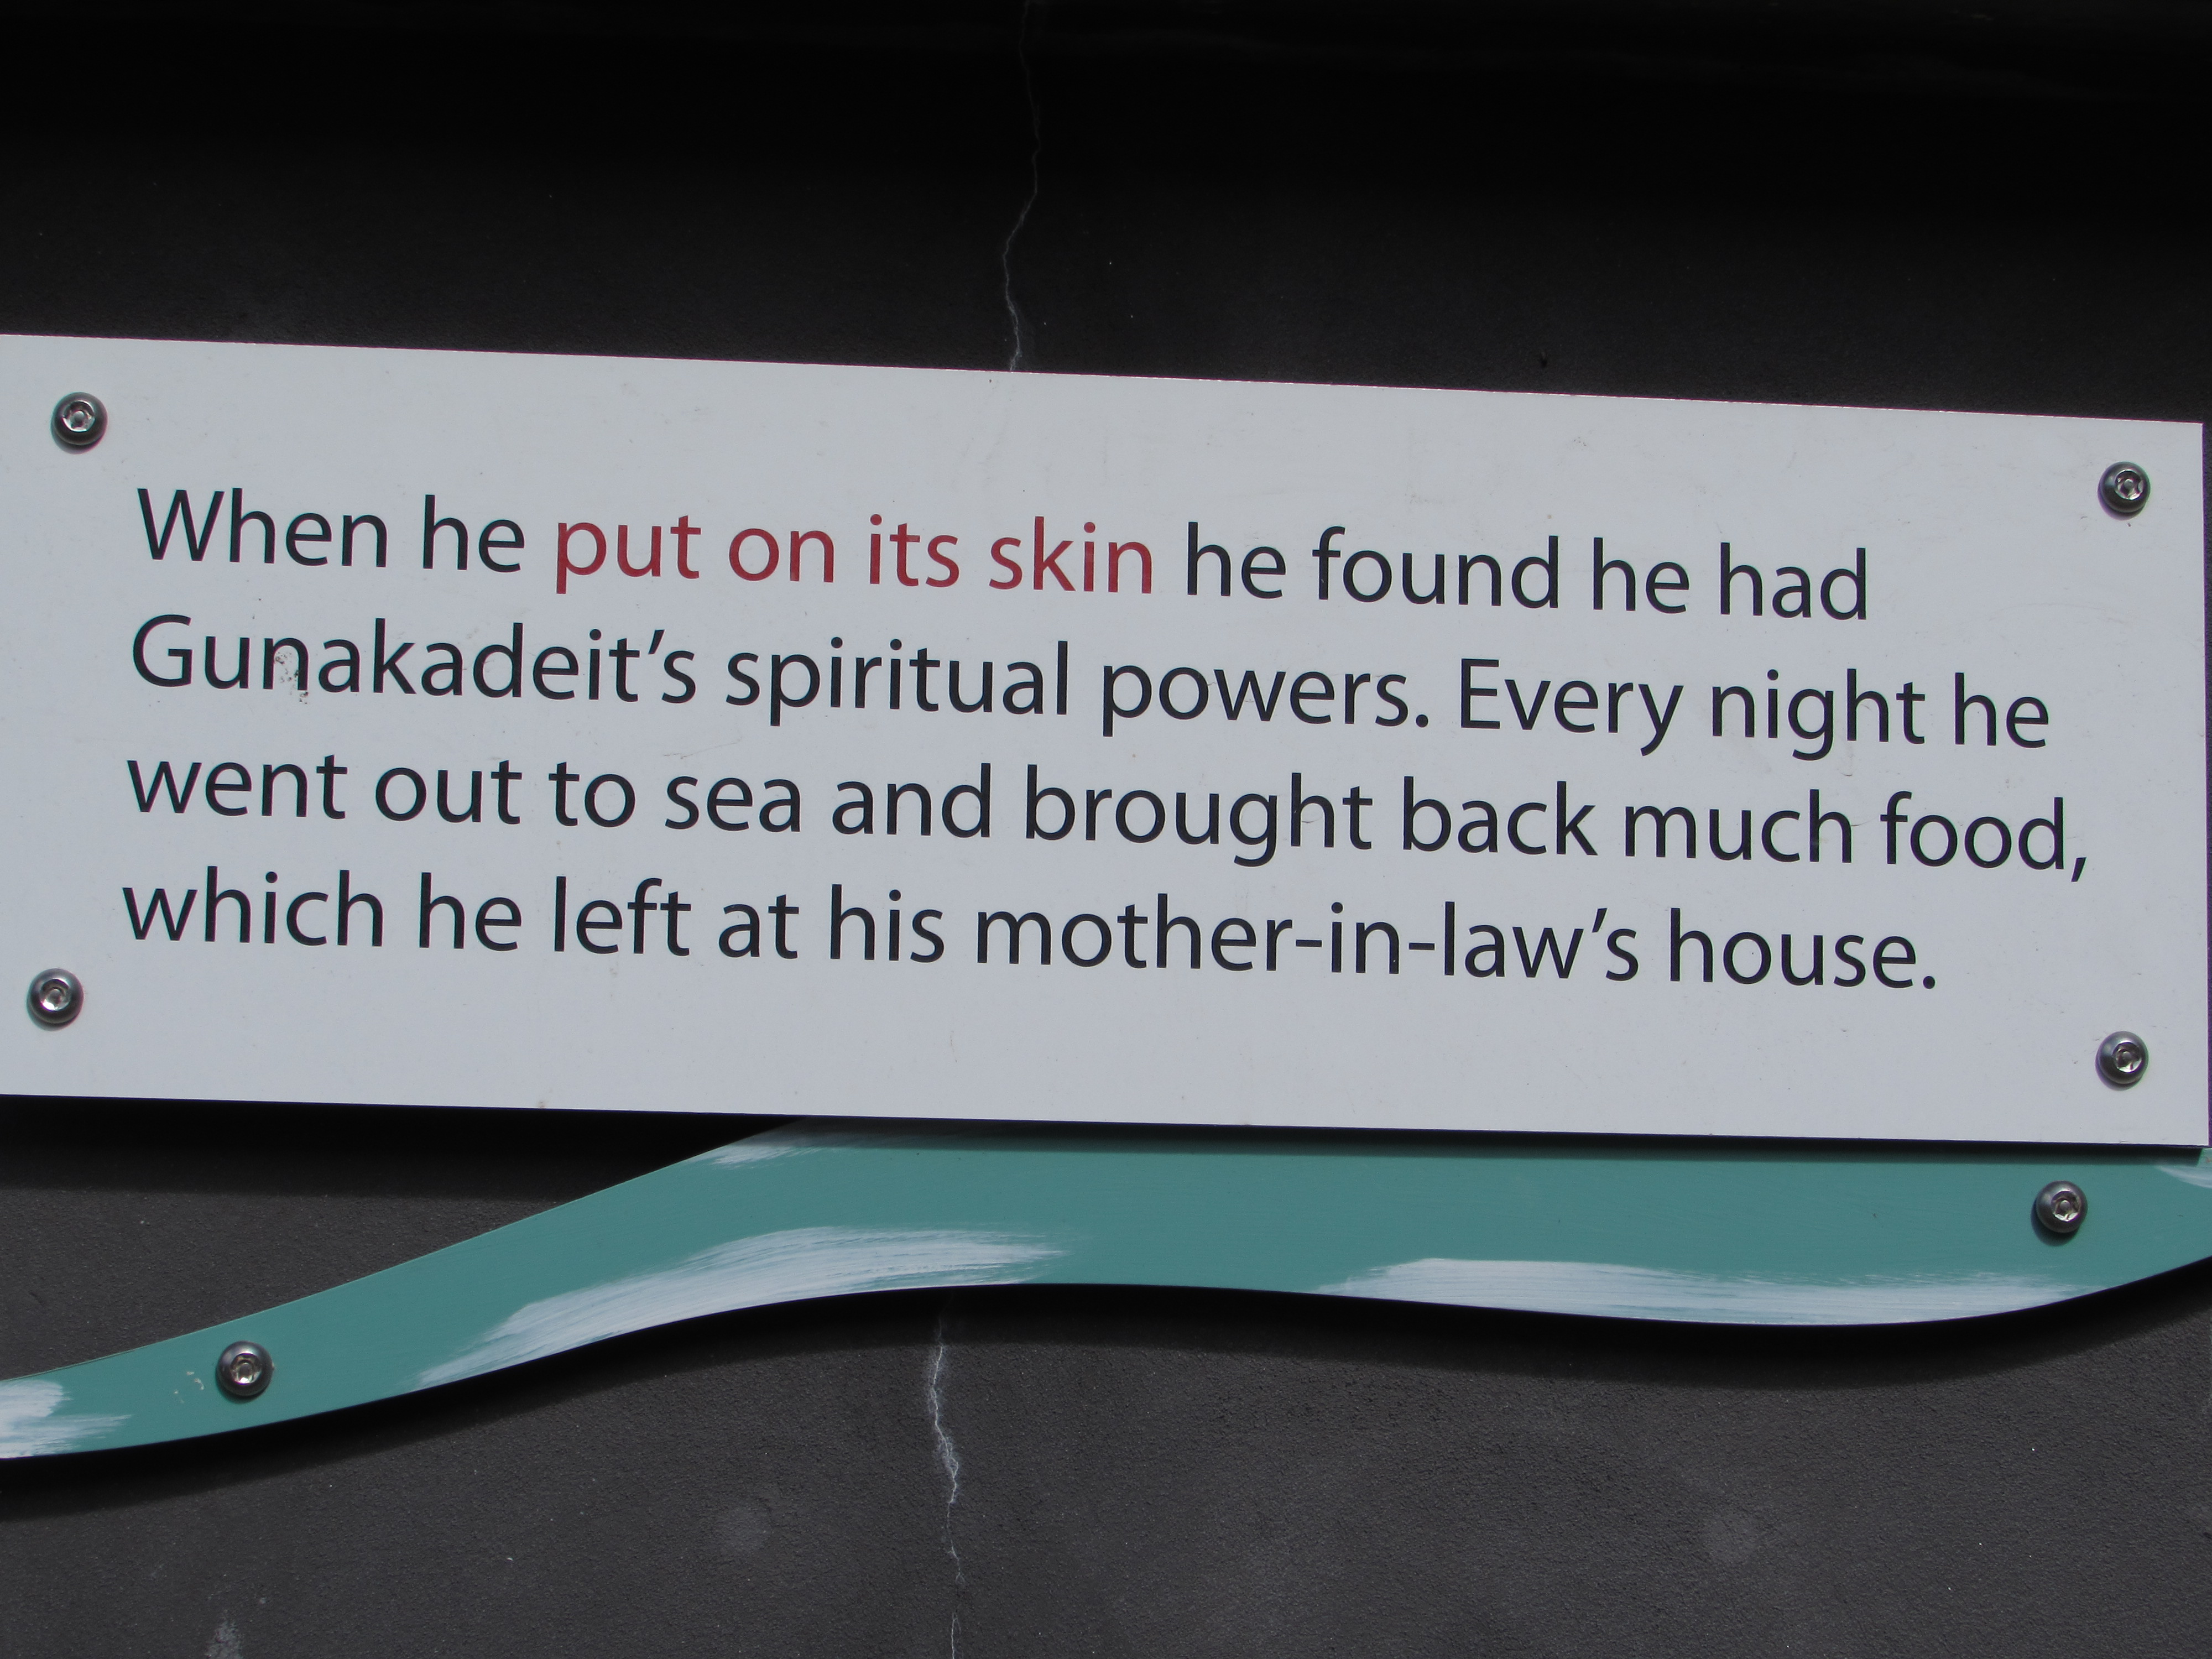 When he put on its skin he found he had
Gunakadeit’s spiritual powers. Every night he
went out to sea and brought back much food,
which he left at his mother-in-law’s house.